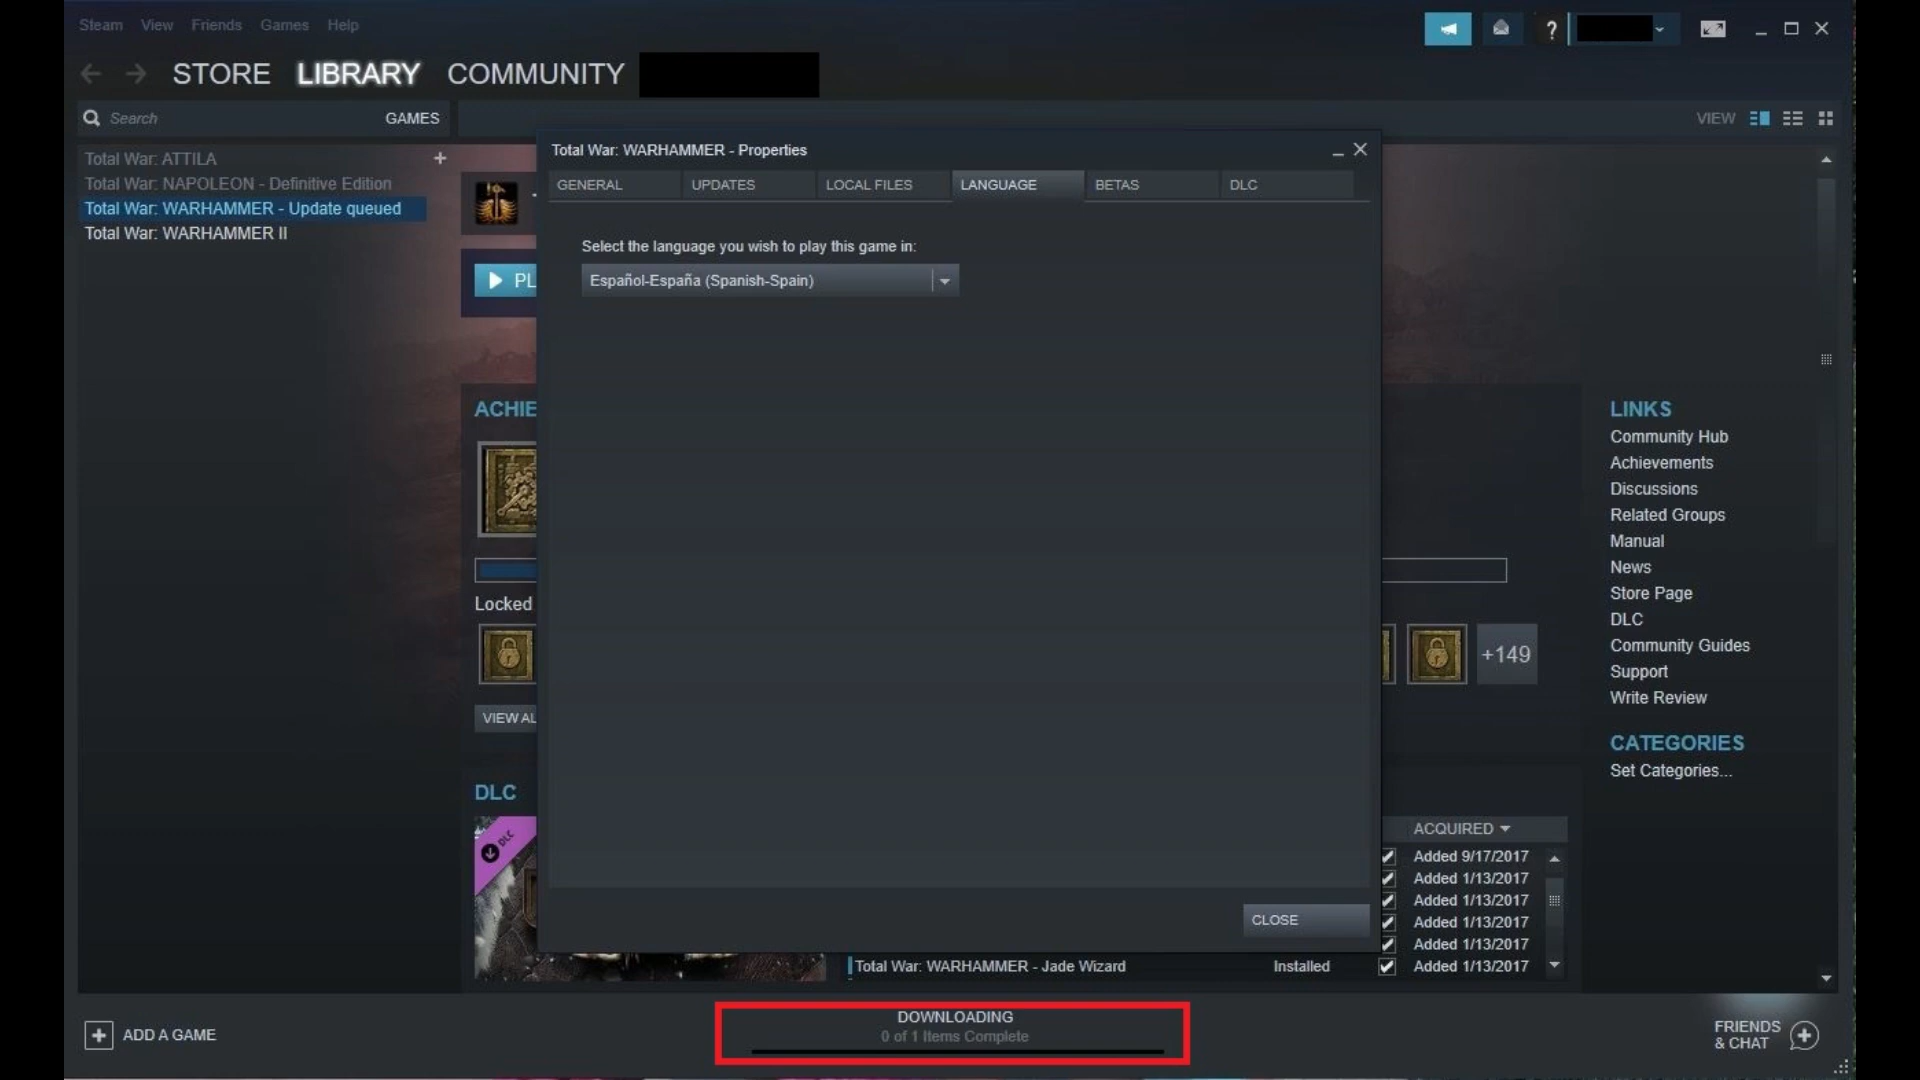 Steam View Friends Games Help
STORE LIBRARY COMMUNITY
Search GAMES
VIEW
Total War: ATTILA
Total War: NAPOLEON - Definitive Edition
Total War: WARHAMMER - Update queued
Total War: WARHAMMER II
Total War: WARHAMMER - Properties
GENERAL UPDATES LOCAL FILES LANGUAGE BETAS DLC
Select the language you wish to play this game in:
Español-España (Spanish-Spain)
CLOSE
PL
ACHIE
Locked
+149
VIEW AL
DLC
DLC
ACQUIRED
Added 9/17/2017
Added 1/13/2017
Added 1/13/2017
Added 1/13/2017
Added 1/13/2017
Total War: WARHAMMER - Jade Wizard Installed Added 1/13/2017
LINKS
Community Hub
Achievements
Discussions
Related Groups
Manual
News
Store Page
DLC
Community Guides
Support
Write Review
CATEGORIES
Set Categories...
ADD A GAME
DOWNLOADING
0 of 1 Items Complete
FRIENDS
& CHAT